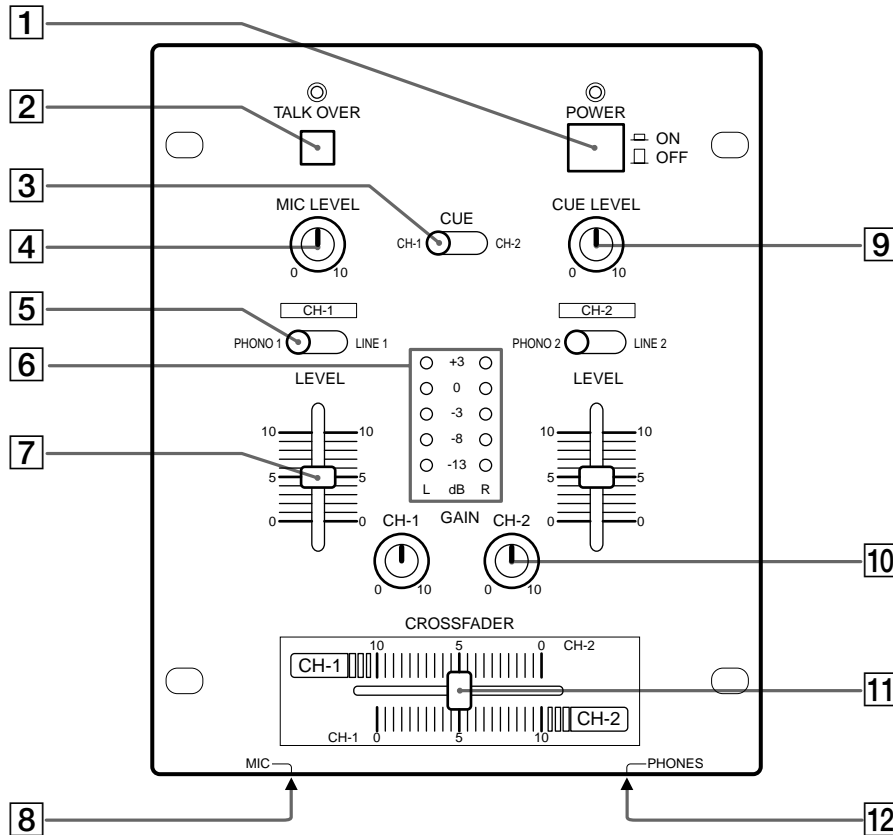 1
2 TALK OVER POWER
ON
OFF
3
MIC LEVEL CUE CUE LEVEL
4 CH-1 CH-2 9
0 10 0 10
5 CH-1 CH-2
PHONO 1 LINE 1 PHONO 2 LINE 2
6 +3
LEVEL 0 LEVEL
-3
10 10 -8 10 10
7 5 5 -13 5 5
L dB R
0 0 GAIN 0 0
CH-1 CH-2
10
0 10 0 10
CROSSFADER
10 5 0 CH-2
CH-1
11
CH-2
CH-1 0 5 10
MIC PHONES
8 12